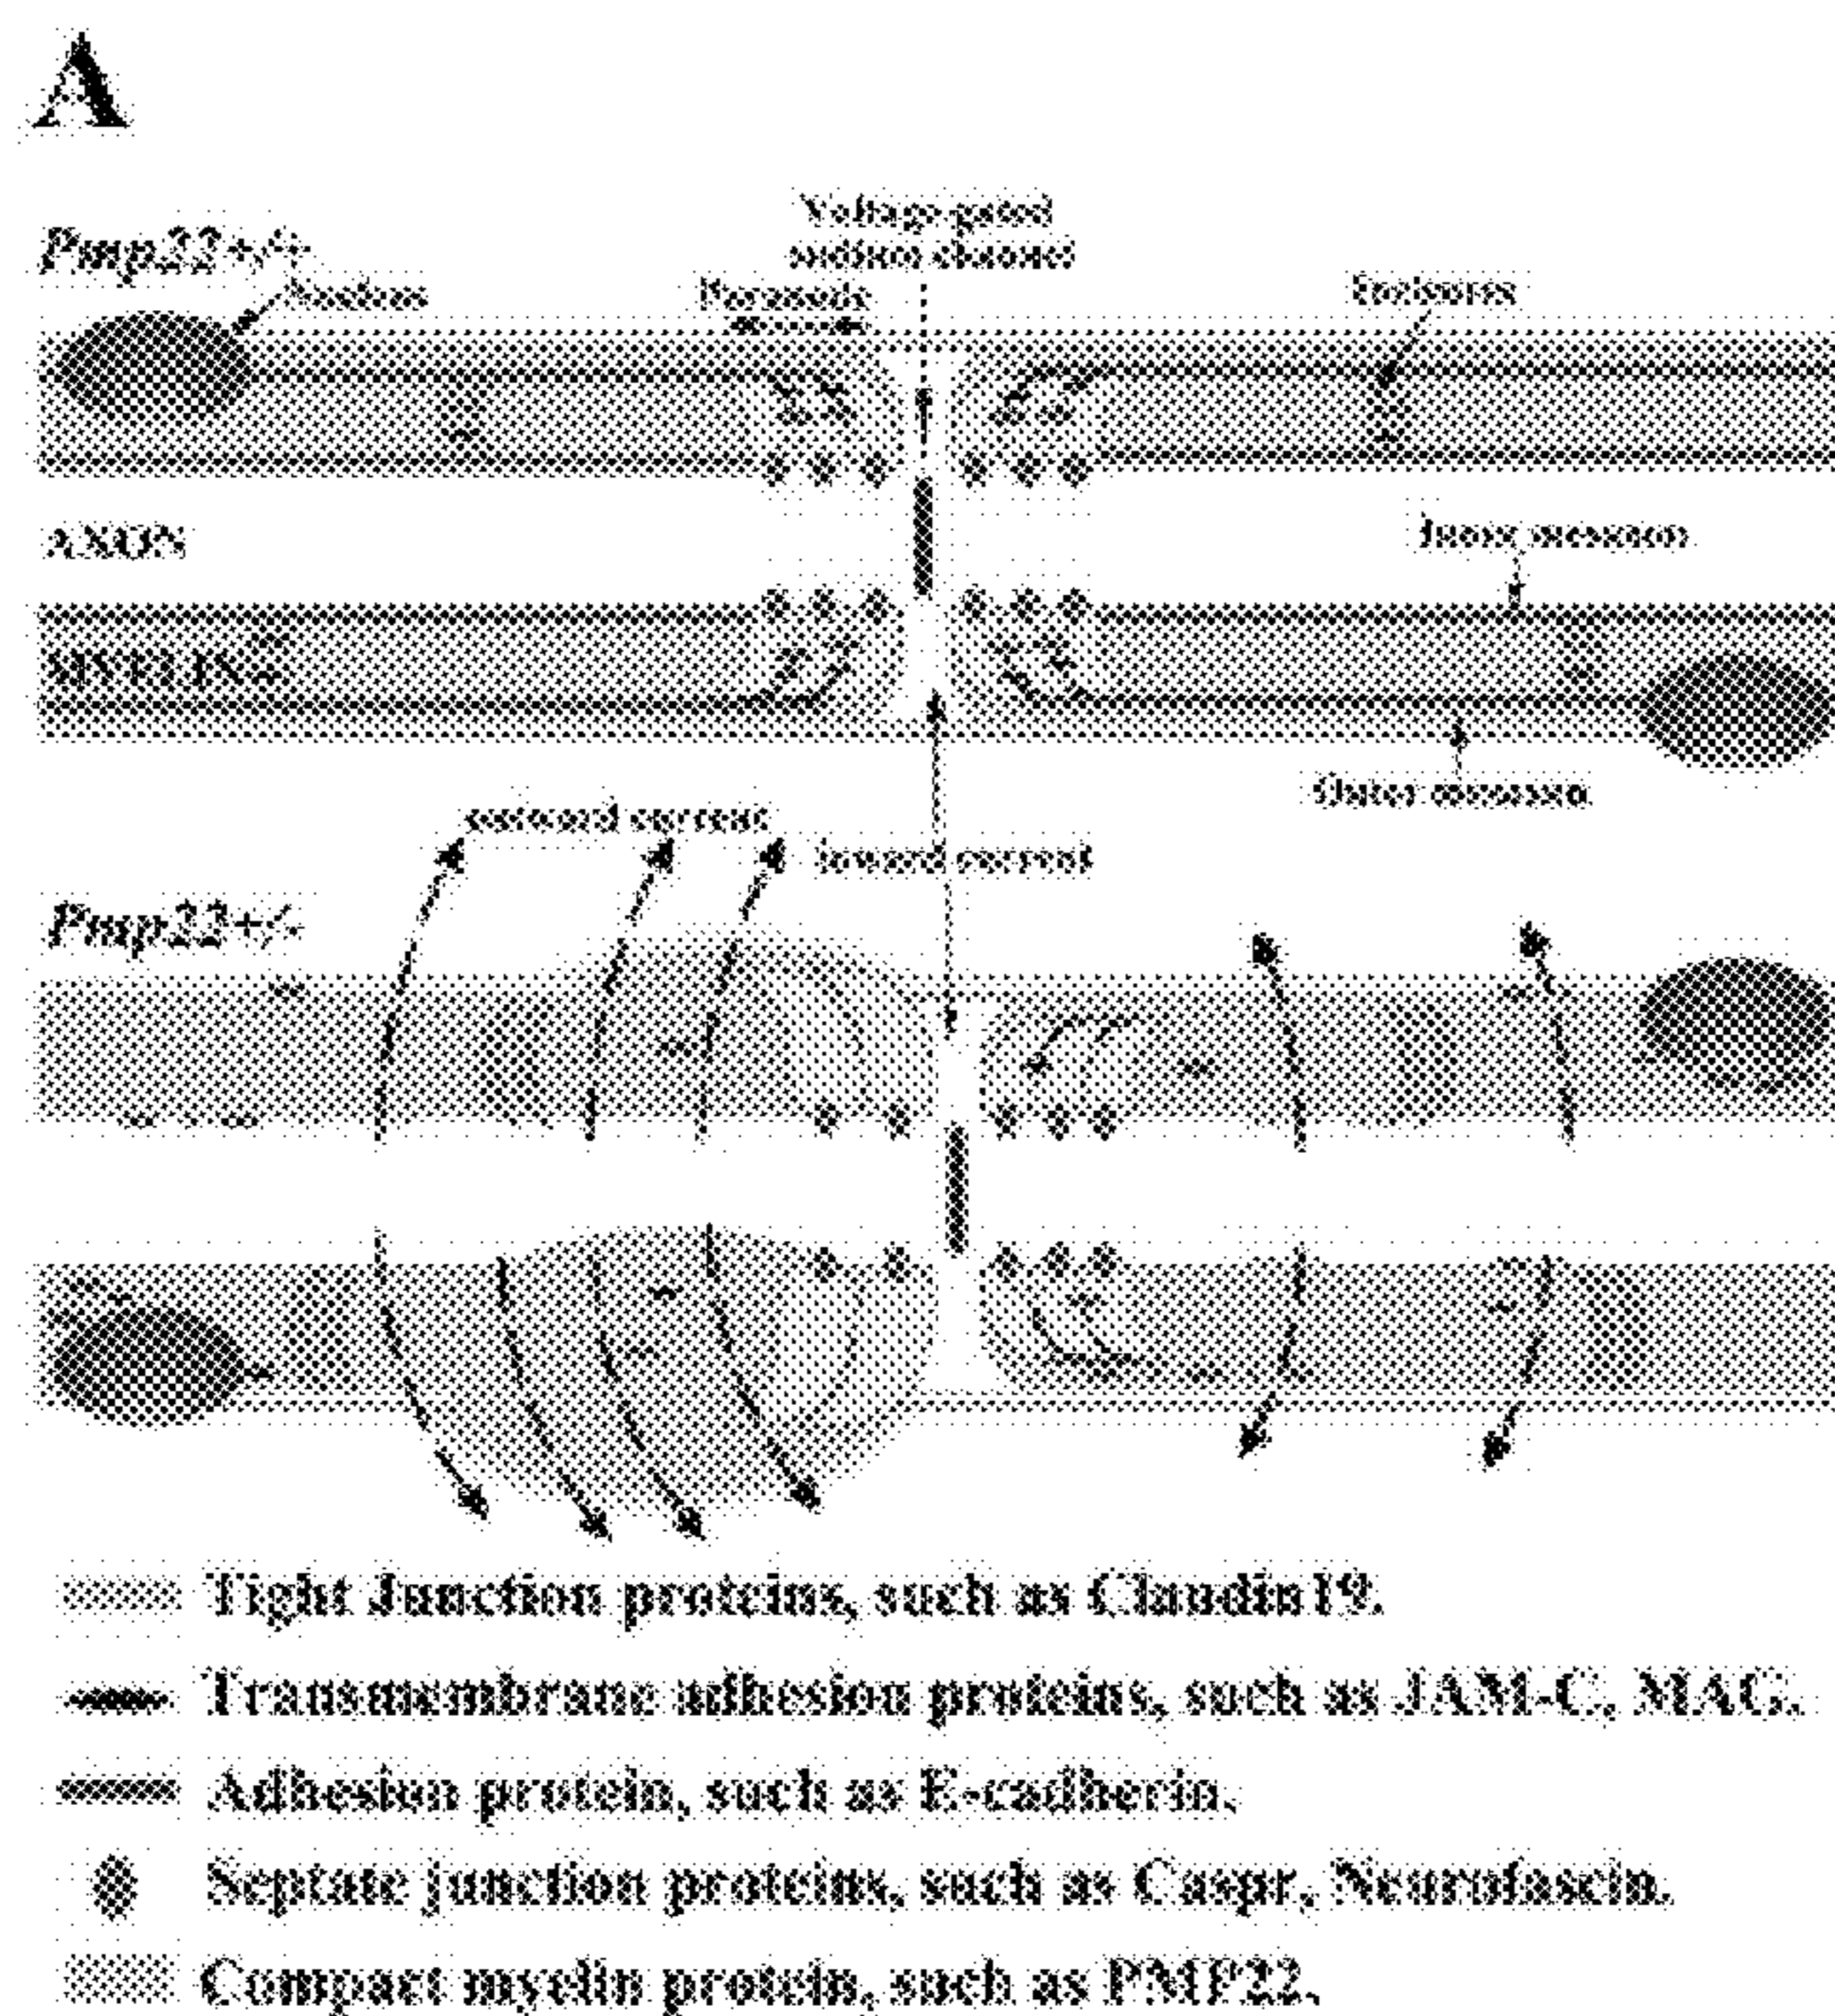 A
Voltage-gated
sodium channel
Pmp22+/+
Nucleus
Paranode
Incisures
AXON
Inner mesaxon
MYELIN
Outer mesaxon
outward current
Inward current
Pmp22+/-
Tight Junction proteins, such as Claudin19.
Transmembrane adhesion proteins, such as JAM-C, MAG.
Adhesion protein, such as E-cadherin.
Septate junction proteins, such as Caspr, Neurofascin.
Compact myelin protein, such as PMP22.